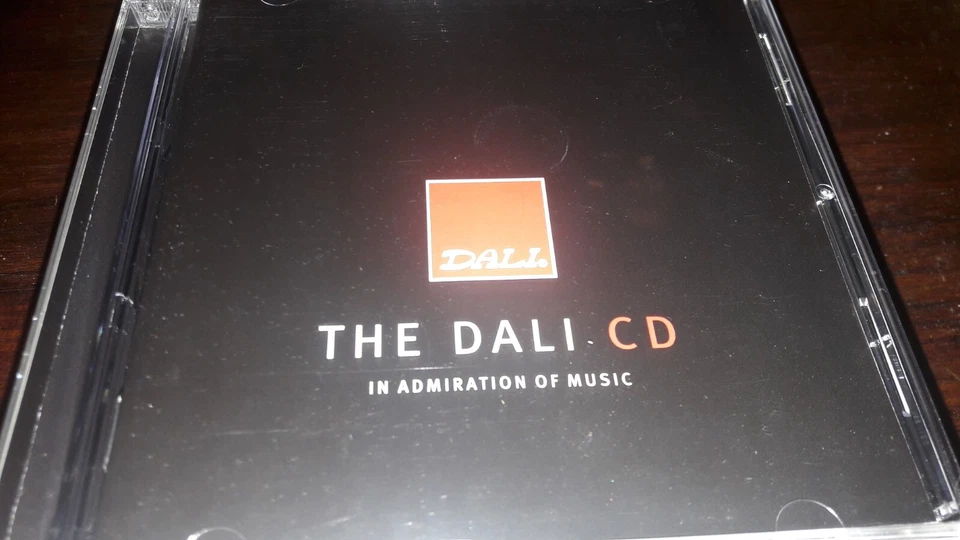 DALI
THE DALI CD
IN ADMIRATION OF MUSIC